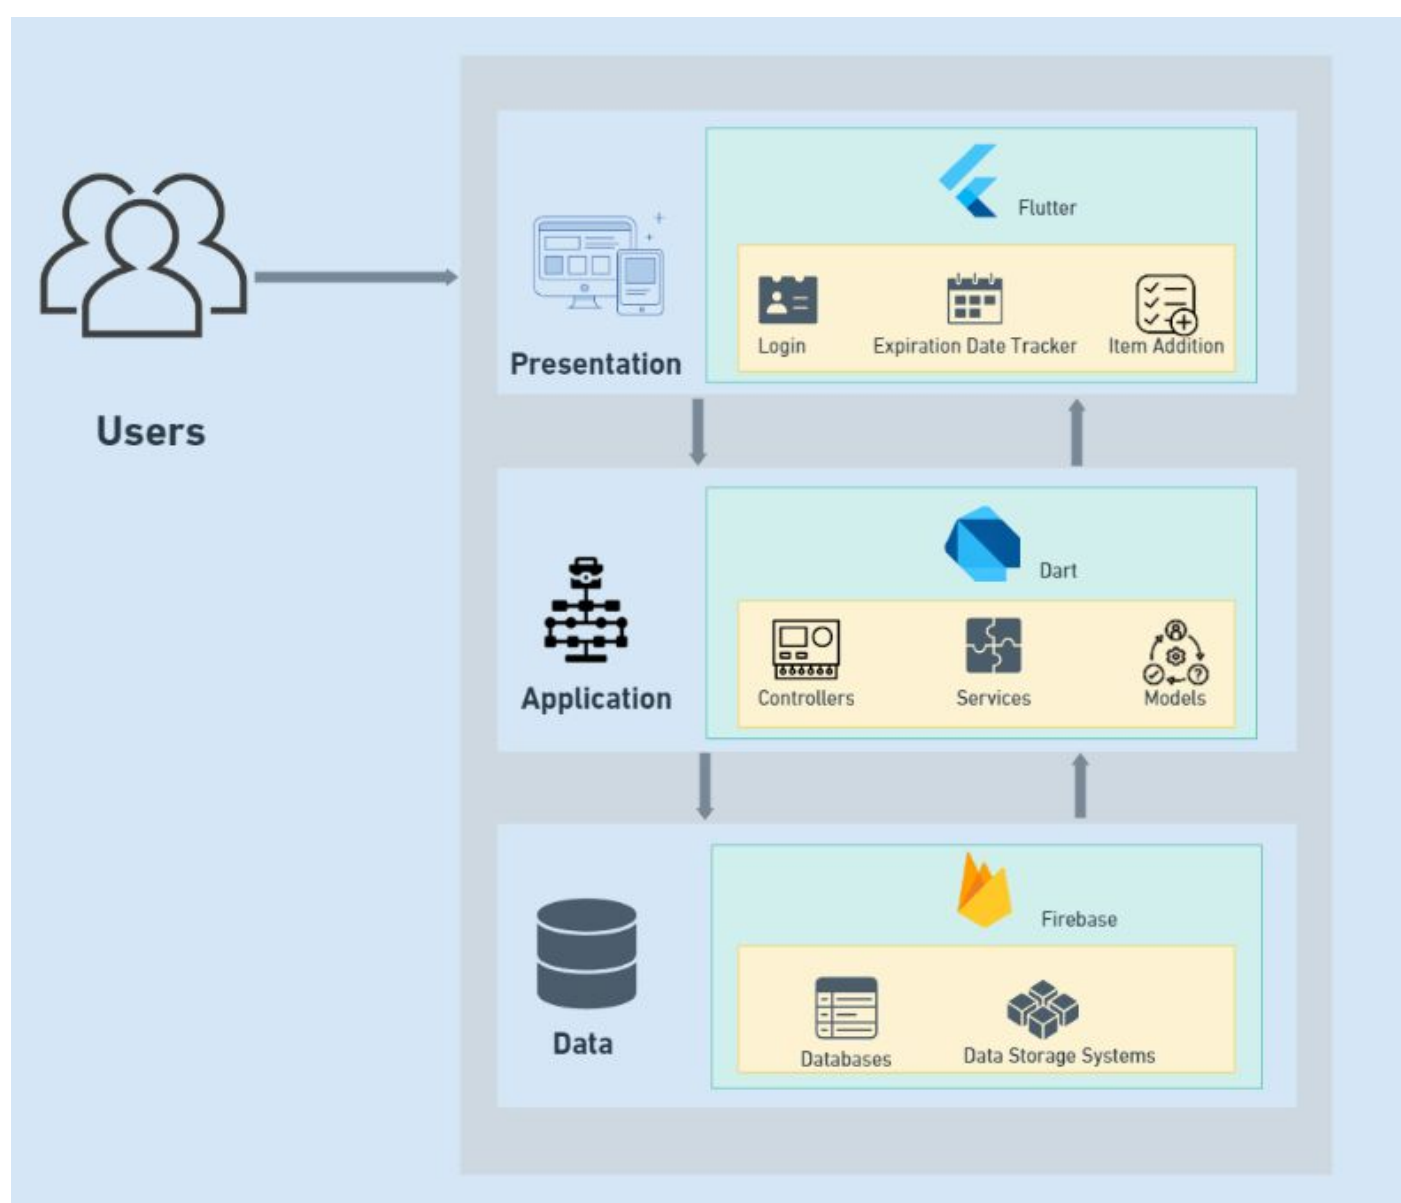 Users
Presentation
Flutter
Login
Expiration Date Tracker
Item Addition
Application
Dart
Controllers
Services
Models
Data
Firebase
Databases
Data Storage Systems